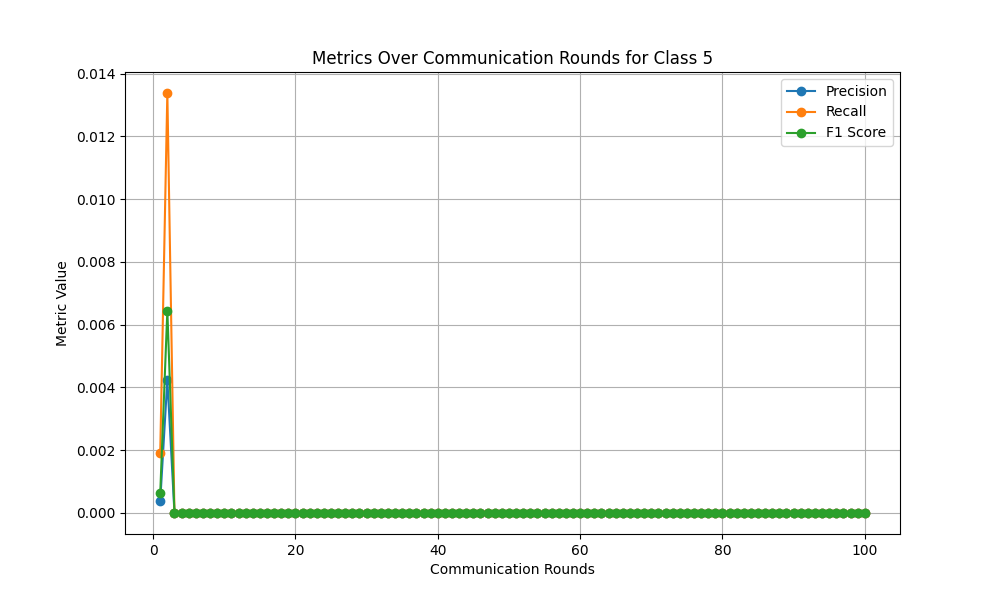 Metrics Over Communication Rounds for Class 5
Precision
Recall
F1 Score
Metric Value
0.014
0.012
0.010
0.008
0.006
0.004
0.002
0.000
0 20 40 60 80 100
Communication Rounds